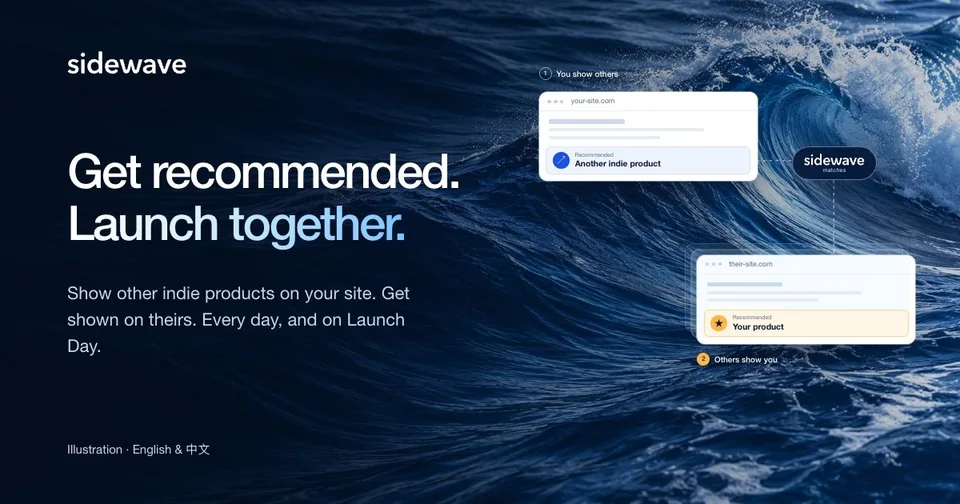 sidewave
Get recommended.
Launch together.
Show other indie products on your site. Get
shown on theirs. Every day, and on Launch
Day.
Illustration · English & 中文
1 You show others
your-site.com
Recommended
Another indie product
sidewave
matches
their-site.com
Recommended
Your product
2 Others show you